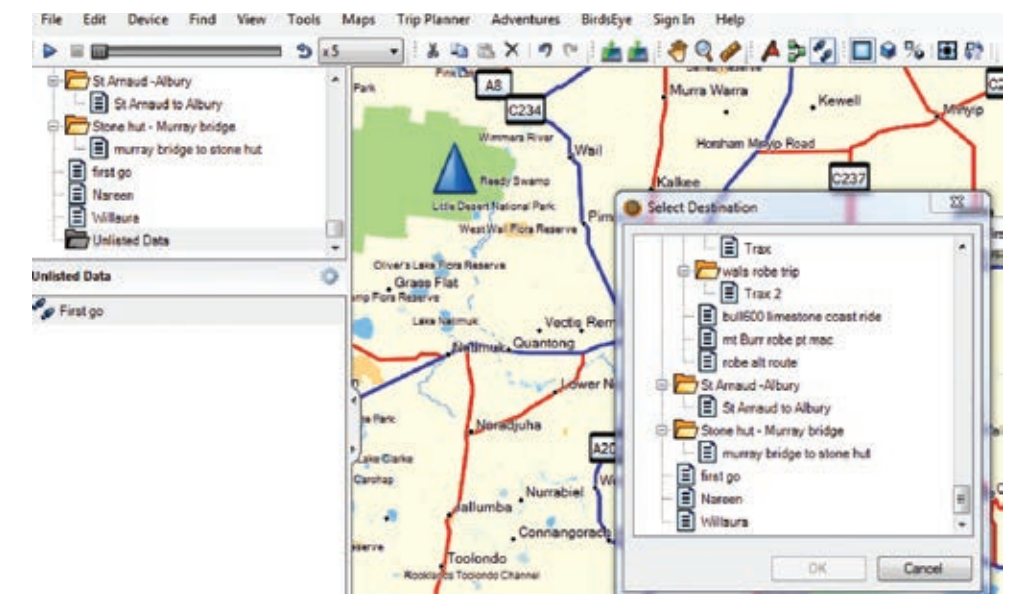 File Edit Device Find View Tools Maps Trip Planner Adventures BirdsEye Sign In Help
x5
St Arnaud -Albury
St Arnaud to Albury
Stone hut - Murray bridge
murray bridge to stone hut
first go
Nareen
Willaura
Unlisted Data
Unlisted Data
First go
Park
A8
C234
Murra Warra
Kewell
Minyip
Wimmera River
Wail
Horsham Minyip Road
C237
Kalkee
Ready Swamp
Little Desert National Park
West Wail Flora Reserve
Oliver's Lake Flora Reserve
Grass Flat
Lake Natimuk
Vectis
Natimuk
Quantong
Lower N
Noradjuha
A20
Lake Clarke
Nurrabiel
Jallumba
Connangorach
Toolondo
Rocklands Toolondo Channel
Select Destination
Trax
wals robe trip
Trax 2
bull600 limestone coast ride
mt Burr robe pt mac
robe alt route
St Arnaud -Albury
St Arnaud to Albury
Stone hut - Murray bridge
murray bridge to stone hut
first go
Nareen
Willaura
OK
Cancel